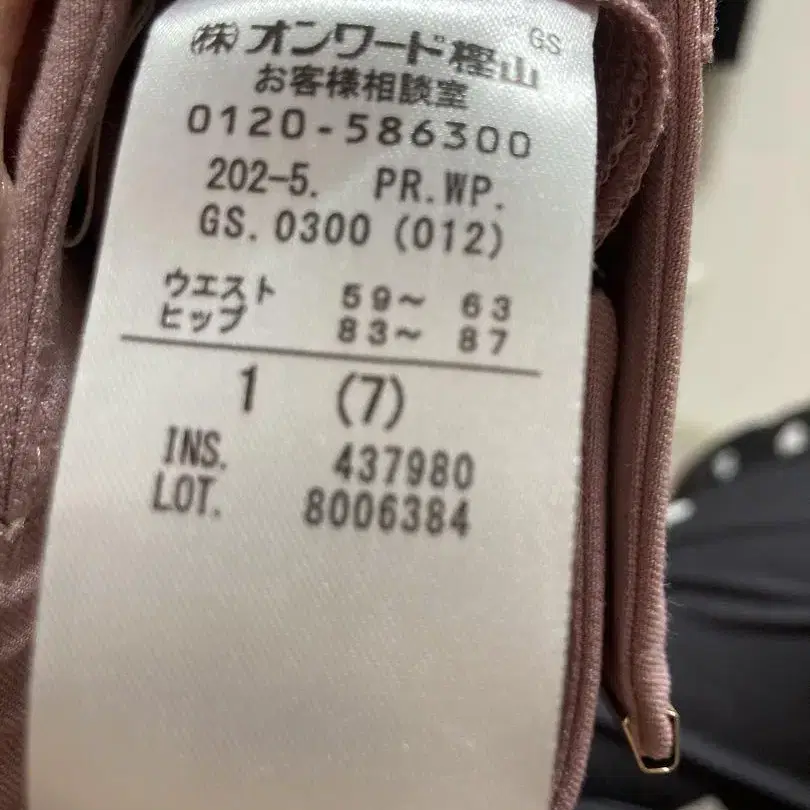 GS
(株)オンワード樫山
お客様相談室
0120-586300
202-5. PR.WP.
GS.0300(012)
ウエスト 59~ 63
ヒップ 83~ 87
1 (7)
INS. 437980
LOT. 8006384